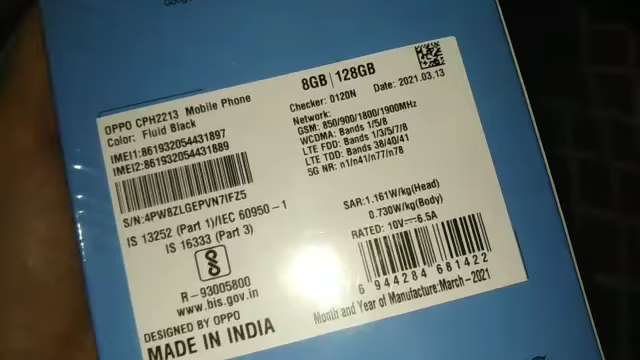 8GB | 128GB
OPPO CPH2213 Mobile Phone
Color: Fluid Black
IMEI1:861932054431897
IMEI2:861932054431889
S/N:4PW8ZLGEPVN7IFZ5
IS 13252 (Part 1)/IEC 60950-1
IS 16333 (Part 3)
R-93005800
www.bis.gov.in
DESIGNED BY OPPO
MADE IN INDIA
Checker: 0120N Date: 2021.03.13
Network:
GSM: 850/900/1800/1900MHz
WCDMA: Bands 1/5/8
LTE FDD: Bands 1/3/5/7/8
LTE TDD: Bands 38/40/41
5G NR: n1/n41/n77/n78
SAR:1.161W/kg(Head)
0.730W/kg(Body)
RATED: 10V⎓6.5A
6 944284 681422
Month and Year of Manufacture:March-2021